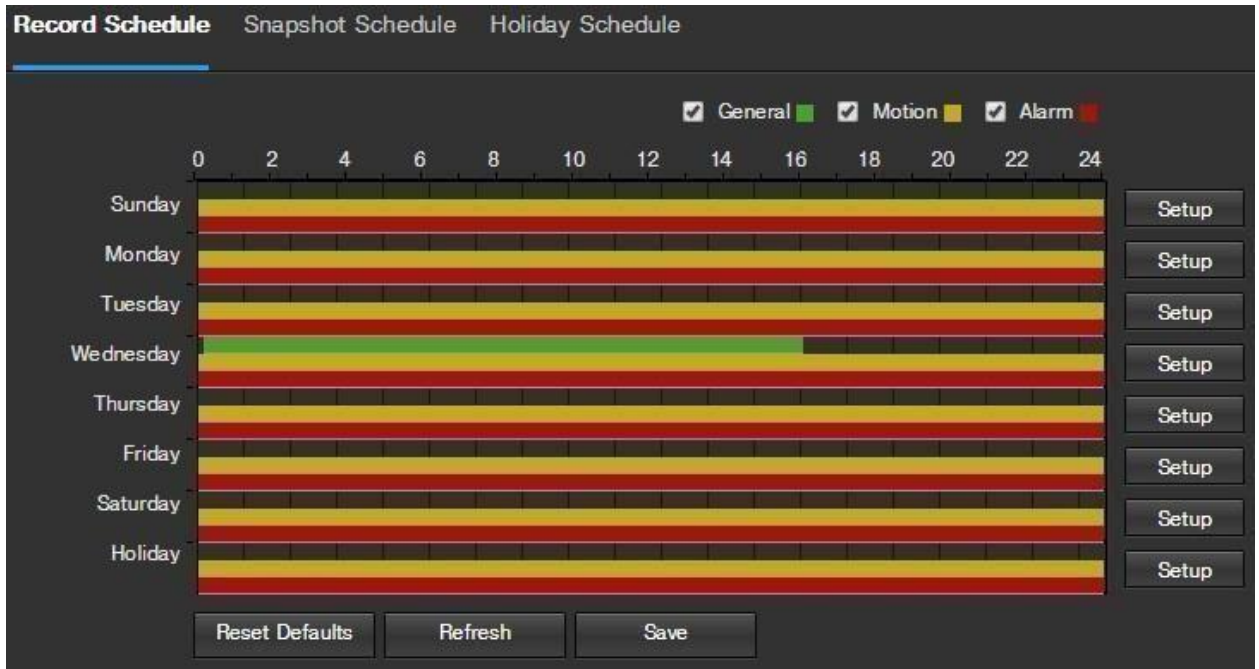 Record Schedule Snapshot Schedule Holiday Schedule
General Motion Alarm
0 2 4 6 8 10 12 14 16 18 20 22 24
Sunday Setup
Monday Setup
Tuesday Setup
Wednesday Setup
Thursday Setup
Friday Setup
Saturday Setup
Holiday Setup
Reset Defaults Refresh Save